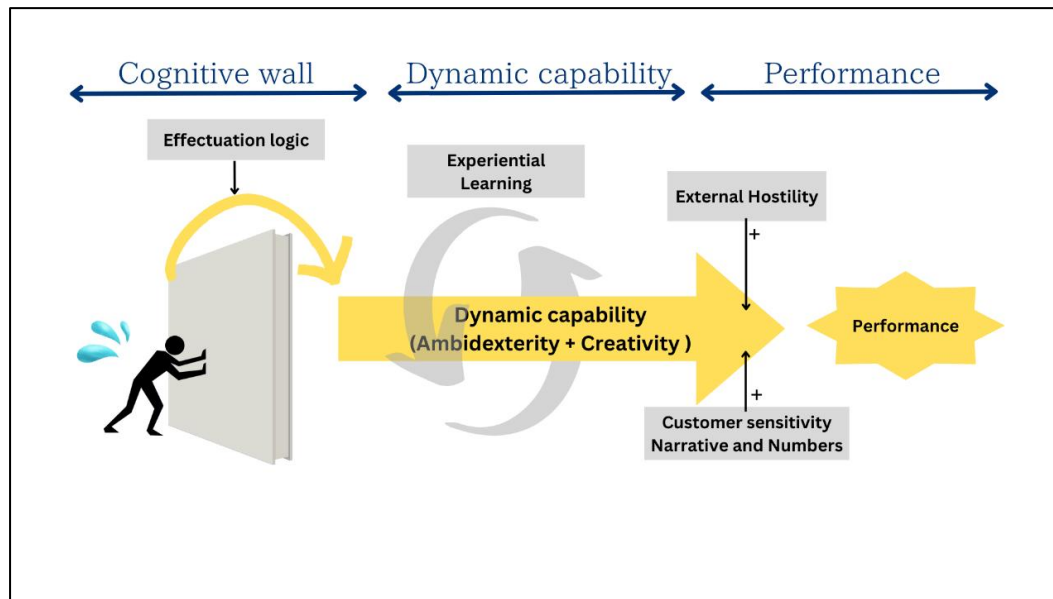 Cognitive wall
Dynamic capability
Performance
Effectuation logic
Experiential
Learning
External Hostility
+
Dynamic capability
(Ambidexterity + Creativity )
Performance
+
Customer sensitivity
Narrative and Numbers